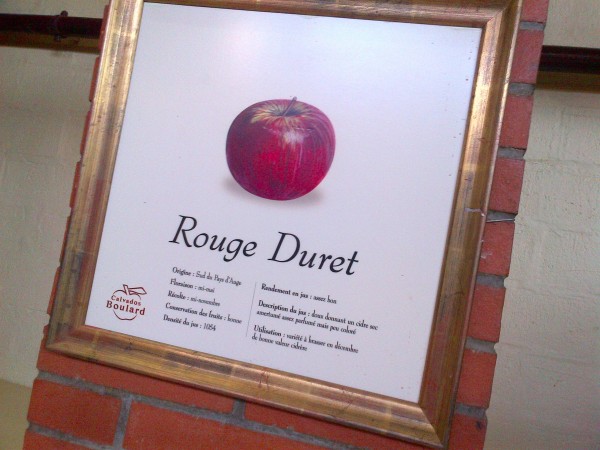 Rouge Duret
Origine : Sud du Pays d'Auge
Floraison : mi-mai
Récolte : mi-novembre
Conservation des fruits : bonne
Densité du jus : 1054
Rendement en jus : assez bon
Description du jus : doux donnant un cidre sec
amertumé assez parfumé mais peu coloré
Utilisation : variété à brasser en décembre
de bonne valeur cidrière
Calvados
Boulard